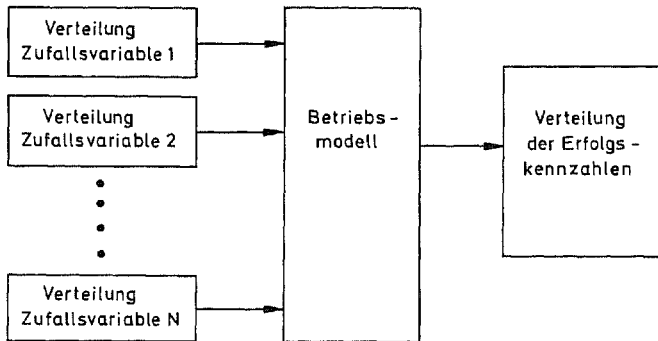 Verteilung
Zufallsvariable 1
Verteilung
Zufallsvariable 2
Verteilung
Zufallsvariable N
Betriebs-
modell
Verteilung
der Erfolgs-
kennzahlen